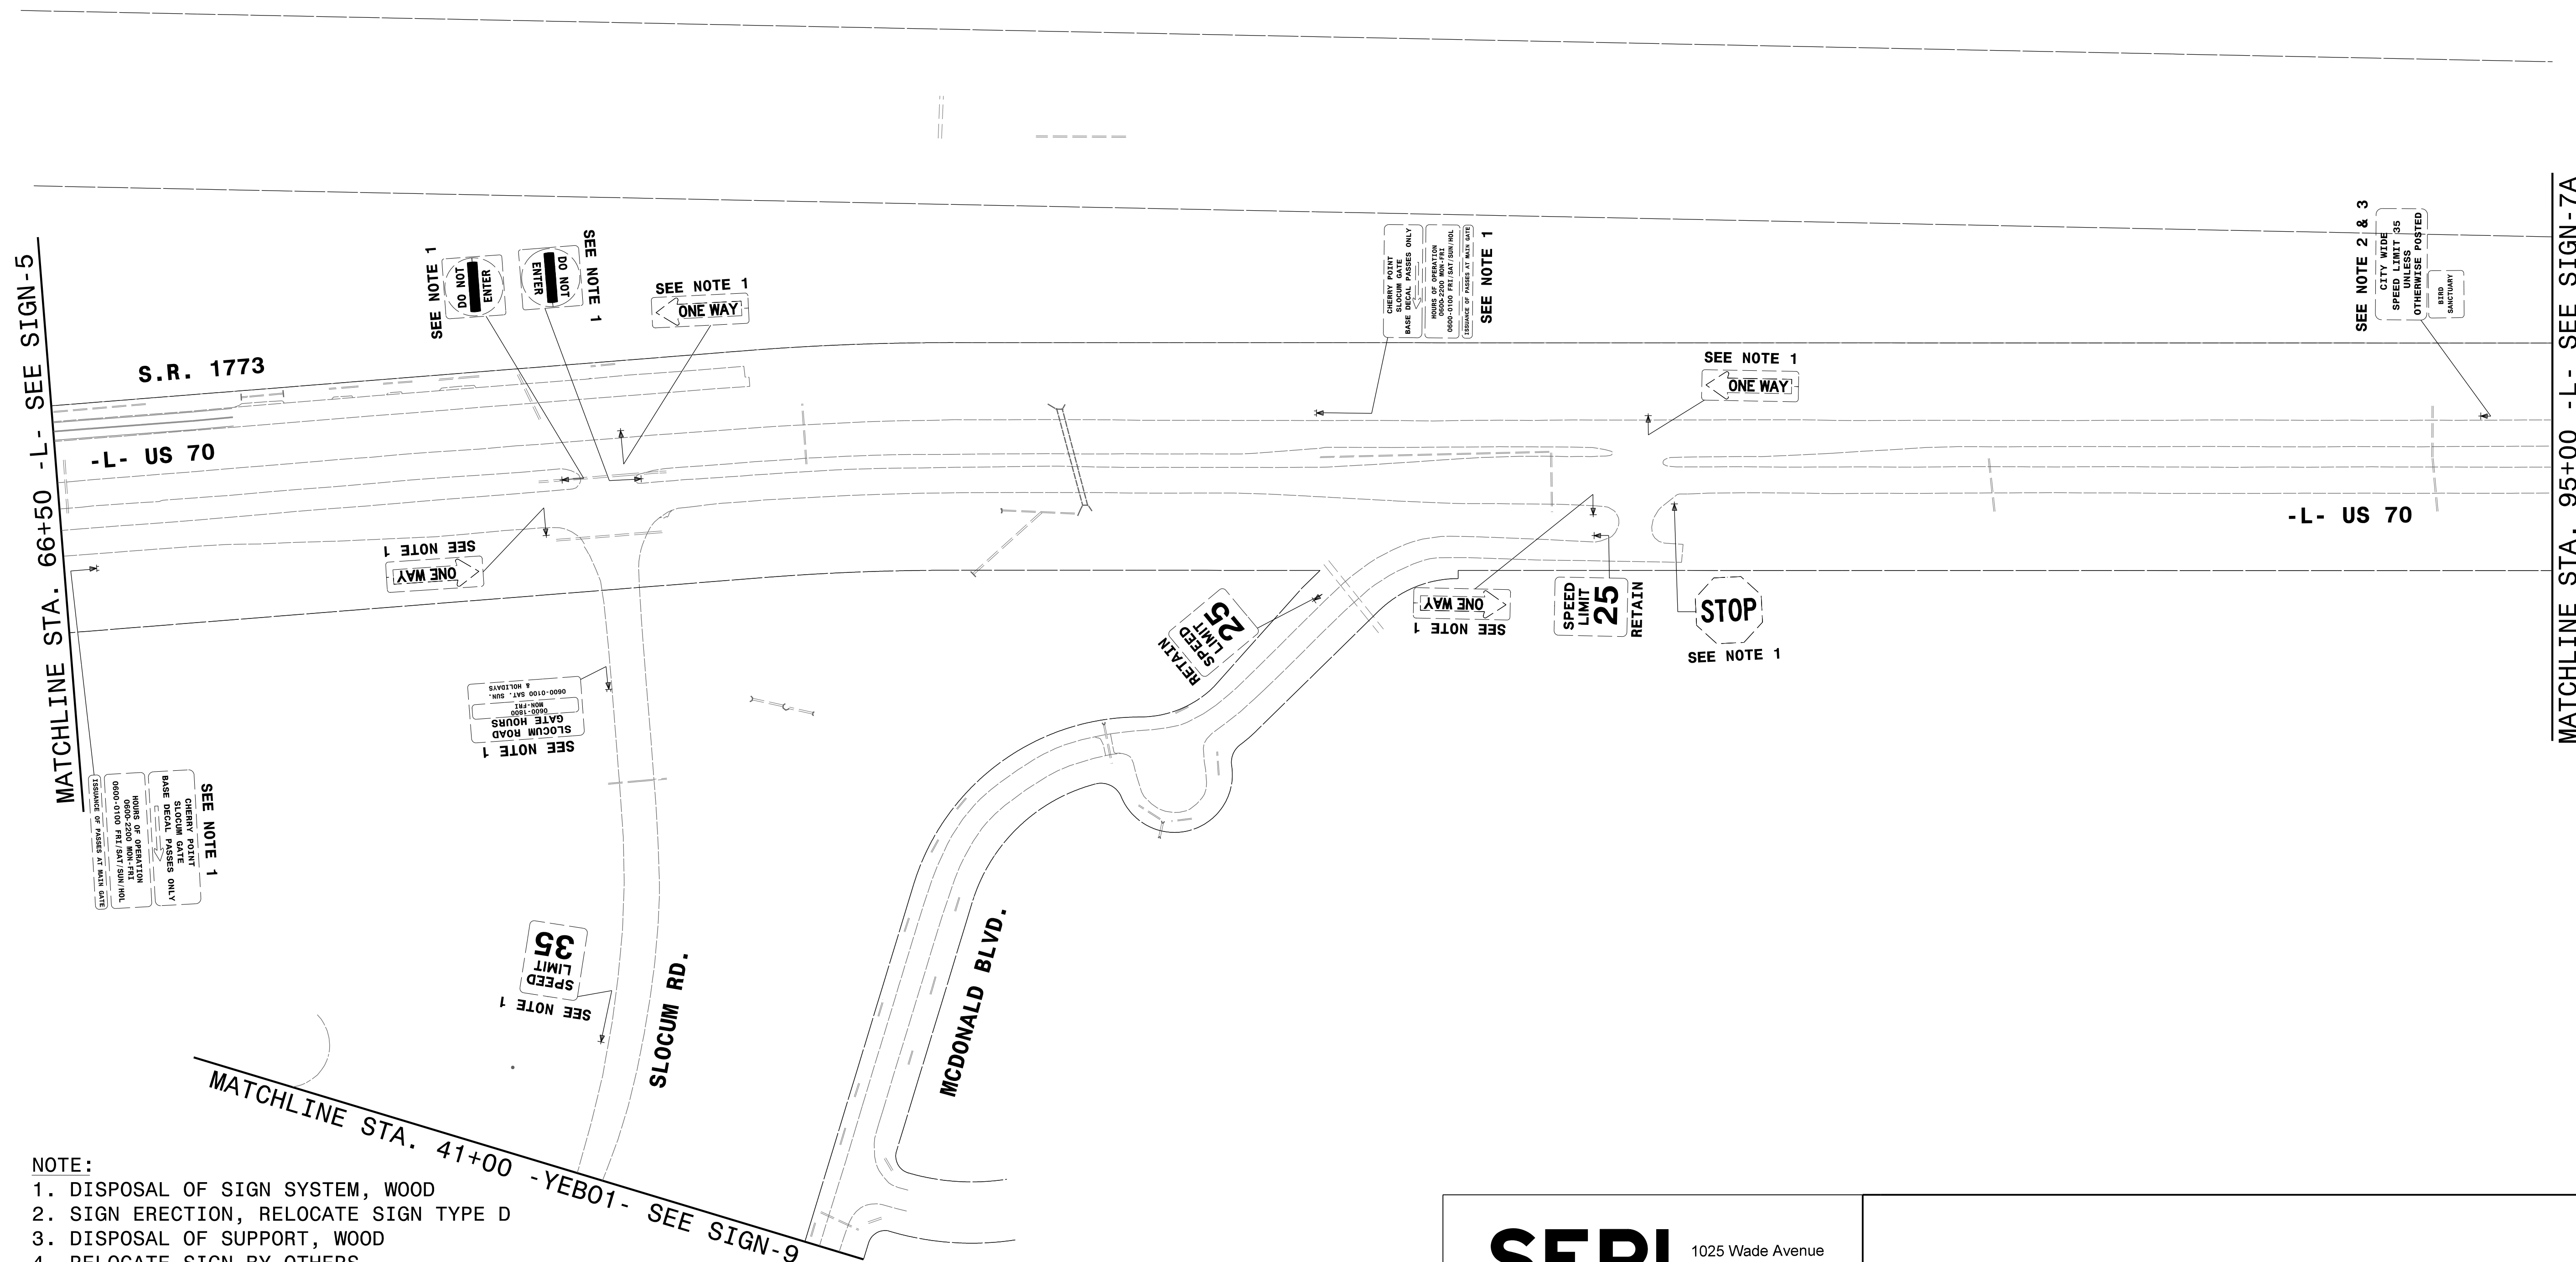 MATCHLINE STA. 66+50 -L- SEE SIGN-5
S.R. 1773
-L- US 70
SEE NOTE 1
DO NOT
ENTER
DO NOT
ENTER
SEE NOTE 1
SEE NOTE 1
ONE WAY
CHERRY POINT
SLOCUM GATE
BASE DECAL PASSES ONLY
HOURS OF OPERATION
0600-2200 MON-FRI
0600-0100 FRI/SAT/SUN/HOL
ISSUANCE OF PASSES AT MAIN GATE
SEE NOTE 1
SEE NOTE 1
ONE WAY
SEE NOTE 2 & 3
CITY WIDE
SPEED LIMIT 35
UNLESS
OTHERWISE POSTED
BIRD
SANCTUARY
MATCHLINE STA. 95+00 -L- SEE SIGN-7A
-L- US 70
ONE WAY
SEE NOTE 1
SPEED
LIMIT
25
RETAIN
ONE WAY
SEE NOTE 1
SPEED
LIMIT
25
RETAIN
STOP
SEE NOTE 1
SLOCUM ROAD
GATE HOURS
0600-1800
MON-FRI
0600-0100 SAT. SUN.
& HOLIDAYS
SEE NOTE 1
SEE NOTE 1
CHERRY POINT
SLOCUM GATE
BASE DECAL PASSES ONLY
HOURS OF OPERATION
0600-2200 MON-FRI
0600-0100 FRI/SAT/SUN/HOL
ISSUANCE OF PASSES AT MAIN GATE
SPEED
LIMIT
35
SEE NOTE 1
SLOCUM RD.
MCDONALD BLVD.
MATCHLINE STA. 41+00 -YEB01- SEE SIGN-9
NOTE:
1. DISPOSAL OF SIGN SYSTEM, WOOD
2. SIGN ERECTION, RELOCATE SIGN TYPE D
3. DISPOSAL OF SUPPORT, WOOD
4. RELOCATE SIGN BY OTHERS
SEPI
1025 Wade Avenue